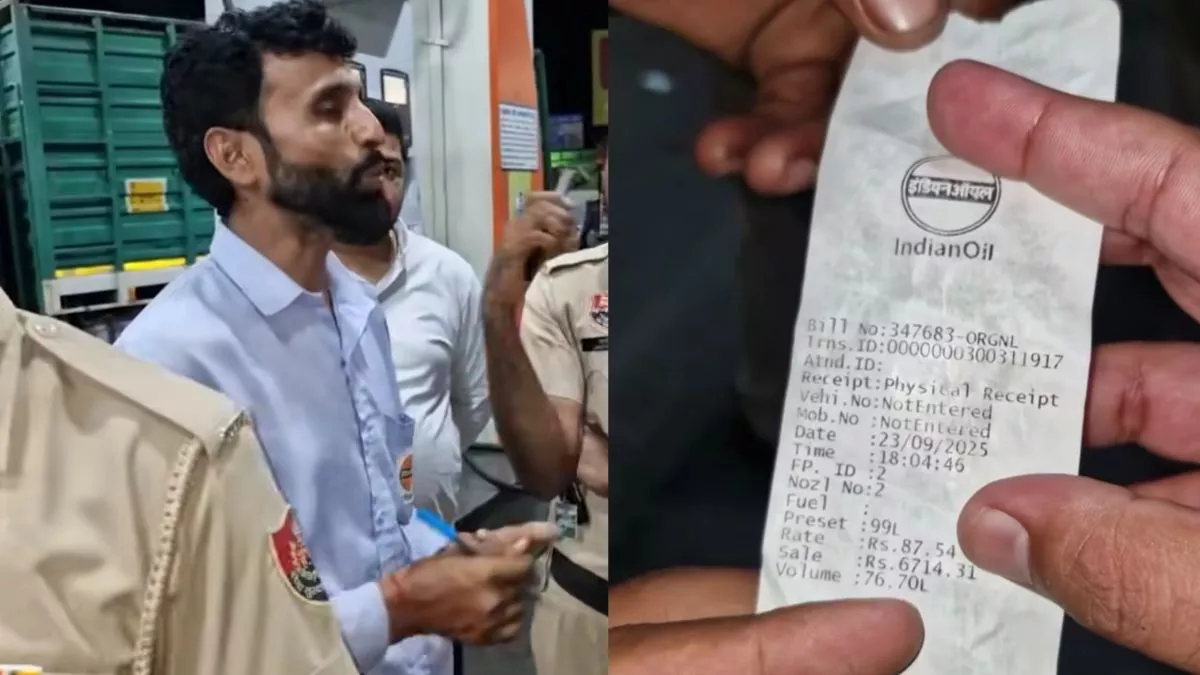 इंडियनऑयल
IndianOil
Bill No:347683-ORGNL
Trns.ID:0000000300311917
Atnd.ID:
Receipt:Physical Receipt
Vehi.No:NotEntered
Mob.No :NotEntered
Date :23/09/2025
Time :18:04:46
FP. ID :2
Nozl No:2
Fuel :
Preset :99L
Rate :Rs.87.54
Sale :Rs.6714.31
Volume :76.70L